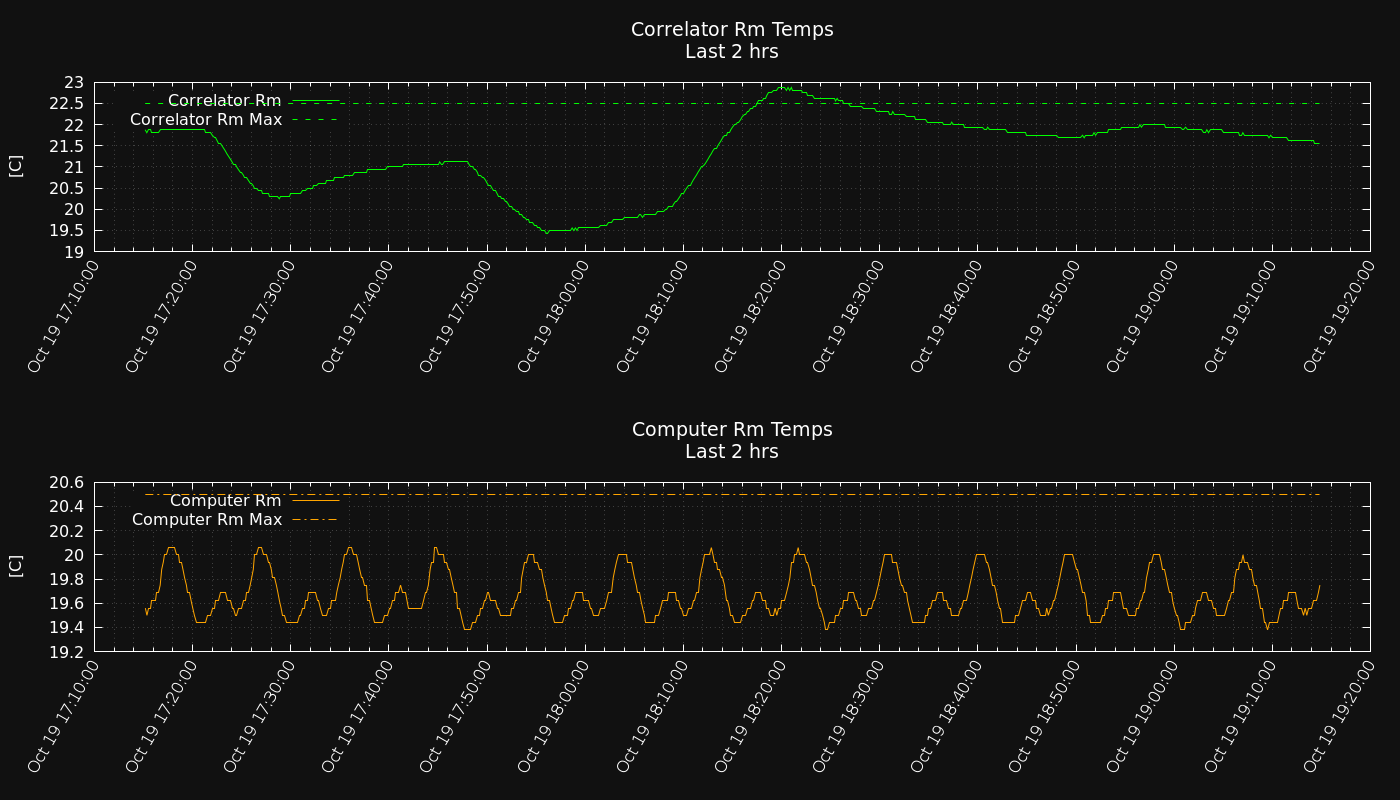 Correlator Rm Temps
Last 2 hrs
23
22.5
22
21.5
21
20.5
20
19.5
19
[C]
Correlator Rm
Correlator Rm Max
Oct 19 17:10:00
Oct 19 17:20:00
Oct 19 17:30:00
Oct 19 17:40:00
Oct 19 17:50:00
Oct 19 18:00:00
Oct 19 18:10:00
Oct 19 18:20:00
Oct 19 18:30:00
Oct 19 18:40:00
Oct 19 18:50:00
Oct 19 19:00:00
Oct 19 19:10:00
Oct 19 19:20:00
Computer Rm Temps
Last 2 hrs
20.6
20.4
20.2
20
19.8
19.6
19.4
19.2
[C]
Computer Rm
Computer Rm Max
Oct 19 17:10:00
Oct 19 17:20:00
Oct 19 17:30:00
Oct 19 17:40:00
Oct 19 17:50:00
Oct 19 18:00:00
Oct 19 18:10:00
Oct 19 18:20:00
Oct 19 18:30:00
Oct 19 18:40:00
Oct 19 18:50:00
Oct 19 19:00:00
Oct 19 19:10:00
Oct 19 19:20:00